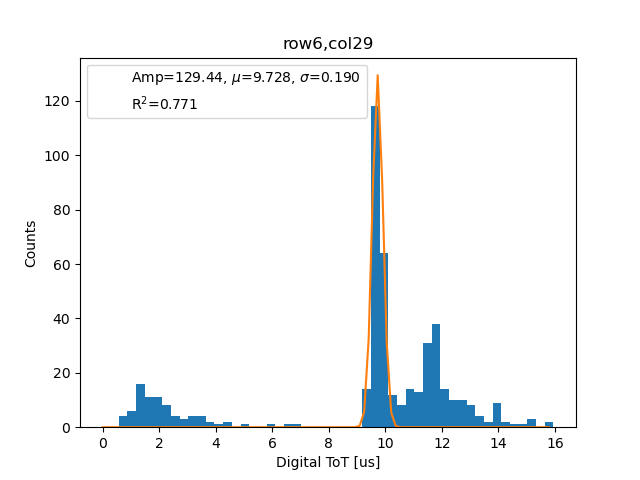 row6,col29
Amp=129.44, μ=9.728, σ=0.190
R²=0.771
120
100
80
60
40
20
0
Counts
0 2 4 6 8 10 12 14 16
Digital ToT [us]